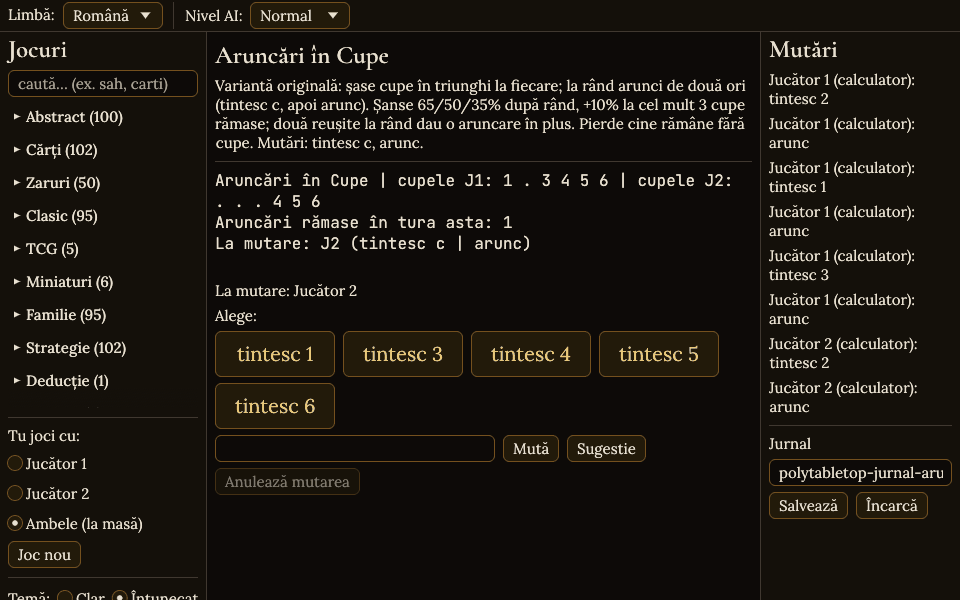 Limbă: Română Nivel AI: Normal
Jocuri
caută... (ex. sah, carti)
Abstract (100)
Cărți (102)
Zaruri (50)
Clasic (95)
TCG (5)
Miniaturi (6)
Familie (95)
Strategie (102)
Deducție (1)
Tu joci cu:
Jucător 1
Jucător 2
Ambele (la masă)
Joc nou
Temă: Clar Întunecat
Aruncări în Cupe
Variantă originală: șase cupe în triunghi la fiecare; la rând arunci de două ori
(tintesc c, apoi arunc). Șanse 65/50/35% după rând, +10% la cel mult 3 cupe
rămase; două reușite la rând dau o aruncare în plus. Pierde cine rămâne fără
cupe. Mutări: tintesc c, arunc.
Aruncări în Cupe | cupele J1: 1 . 3 4 5 6 | cupele J2:
. . . 4 5 6
Aruncări rămase în tura asta: 1
La mutare: J2 (tintesc c | arunc)
La mutare: Jucător 2
Alege:
tintesc 1 tintesc 3 tintesc 4 tintesc 5
tintesc 6
Mută Sugestie
Anulează mutarea
Mutări
Jucător 1 (calculator):
tintesc 2
Jucător 1 (calculator):
arunc
Jucător 1 (calculator):
tintesc 1
Jucător 1 (calculator):
arunc
Jucător 1 (calculator):
tintesc 3
Jucător 1 (calculator):
arunc
Jucător 2 (calculator):
tintesc 2
Jucător 2 (calculator):
arunc
Jurnal
polytabletop-jurnal-aru
Salvează Încarcă